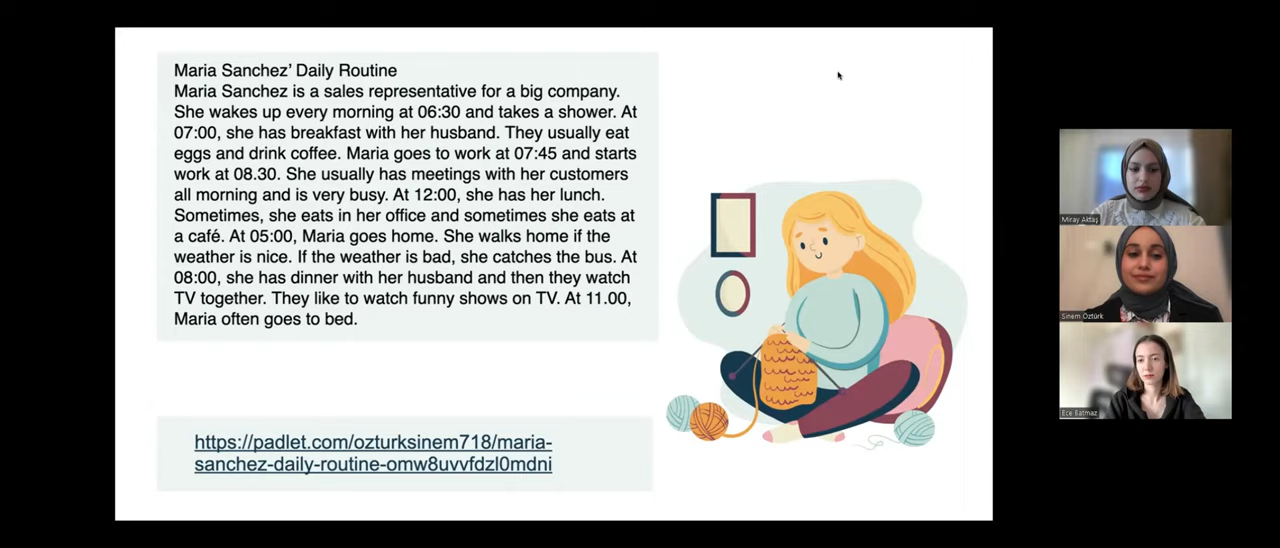 Maria Sanchez’ Daily Routine
Maria Sanchez is a sales representative for a big company.
She wakes up every morning at 06:30 and takes a shower. At
07:00, she has breakfast with her husband. They usually eat
eggs and drink coffee. Maria goes to work at 07:45 and starts
work at 08.30. She usually has meetings with her customers
all morning and is very busy. At 12:00, she has her lunch.
Sometimes, she eats in her office and sometimes she eats at
a café. At 05:00, Maria goes home. She walks home if the
weather is nice. If the weather is bad, she catches the bus. At
08:00, she has dinner with her husband and then they watch
TV together. They like to watch funny shows on TV. At 11.00,
Maria often goes to bed.
https://padlet.com/ozturksinem718/maria-
sanchez-daily-routine-omw8uvvfdzl0mdni
Miray Aktaş
Sinem Öztürk
Ece Batmaz